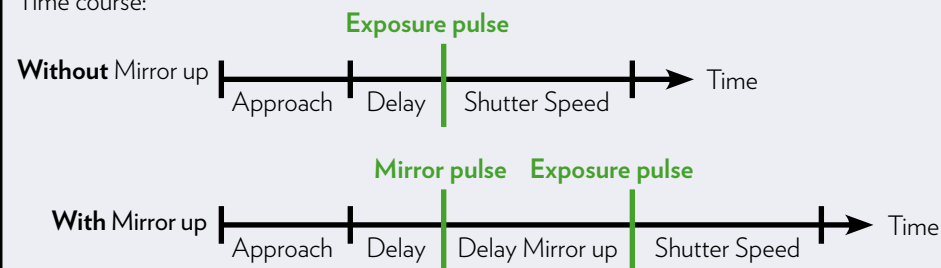 Time course:
Exposure pulse
Without Mirror up
Time
Approach
Delay
Shutter Speed
Mirror pulse
Exposure pulse
With Mirror up
Time
Approach
Delay
Delay Mirror up
Shutter Speed